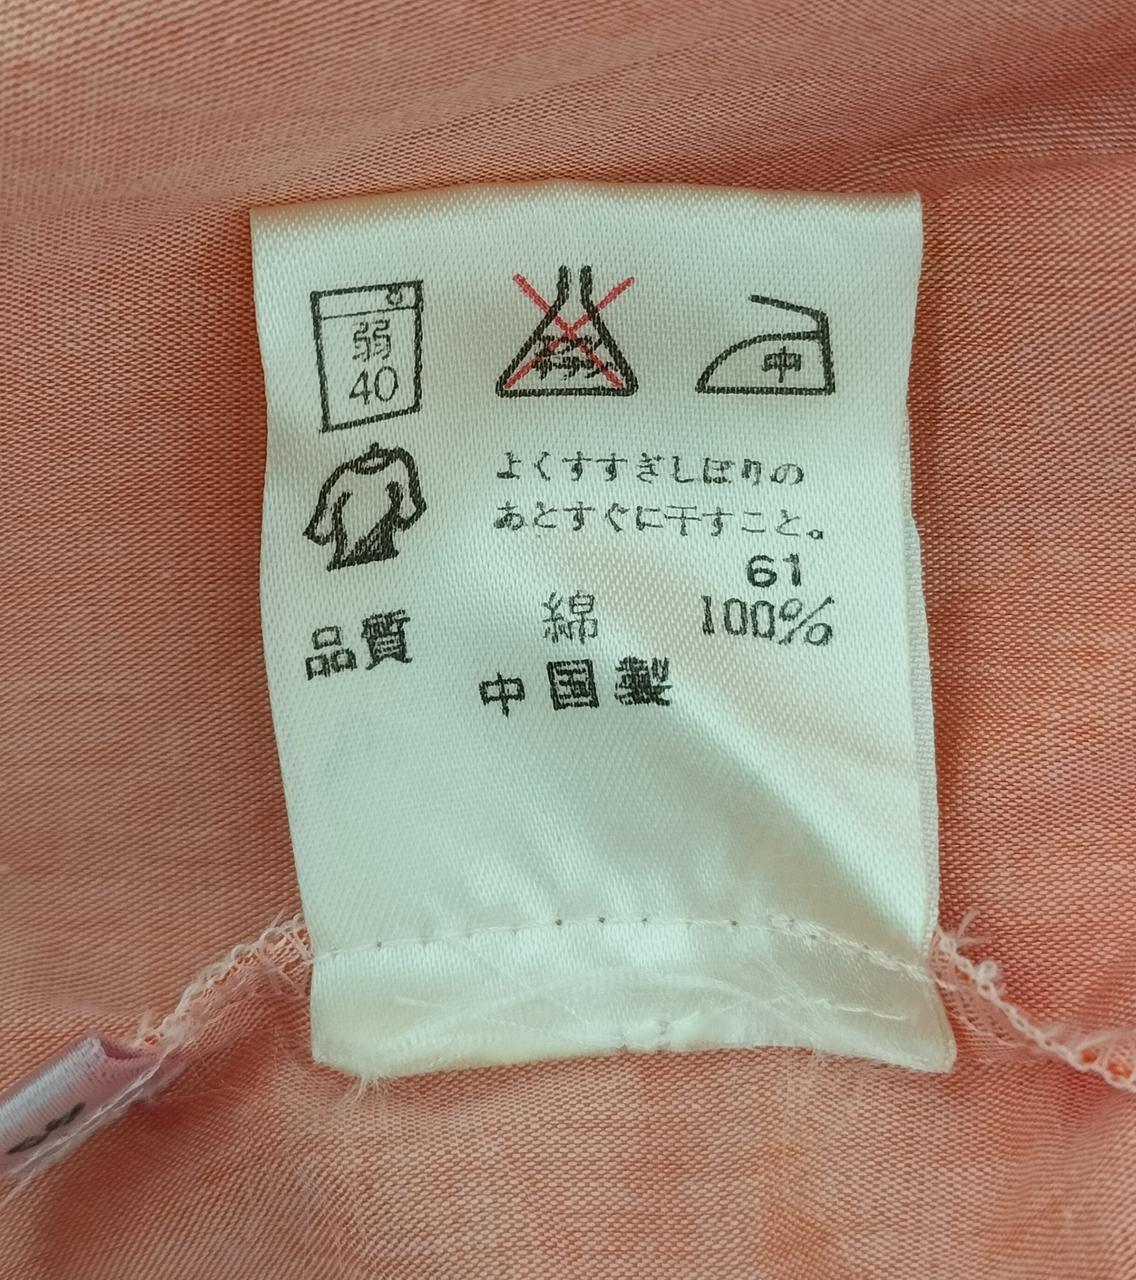 弱
40
エンソ
サラシ
中
よくすすぎしぼりの
あとすぐに干すこと。
61
品質 綿 100%
中国製